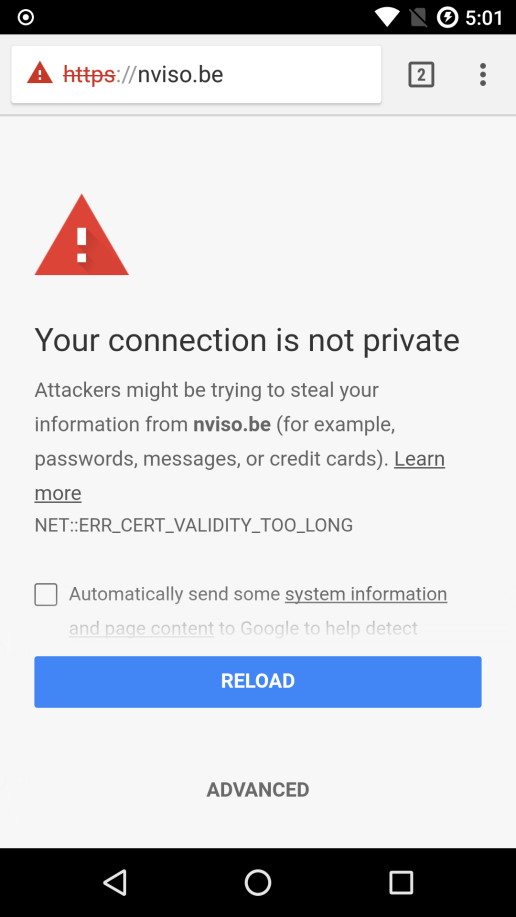 5:01
https://nviso.be
2
Your connection is not private
Attackers might be trying to steal your
information from nviso.be (for example,
passwords, messages, or credit cards). Learn
more
NET::ERR_CERT_VALIDITY_TOO_LONG
Automatically send some system information
and page content to Google to help detect
RELOAD
ADVANCED